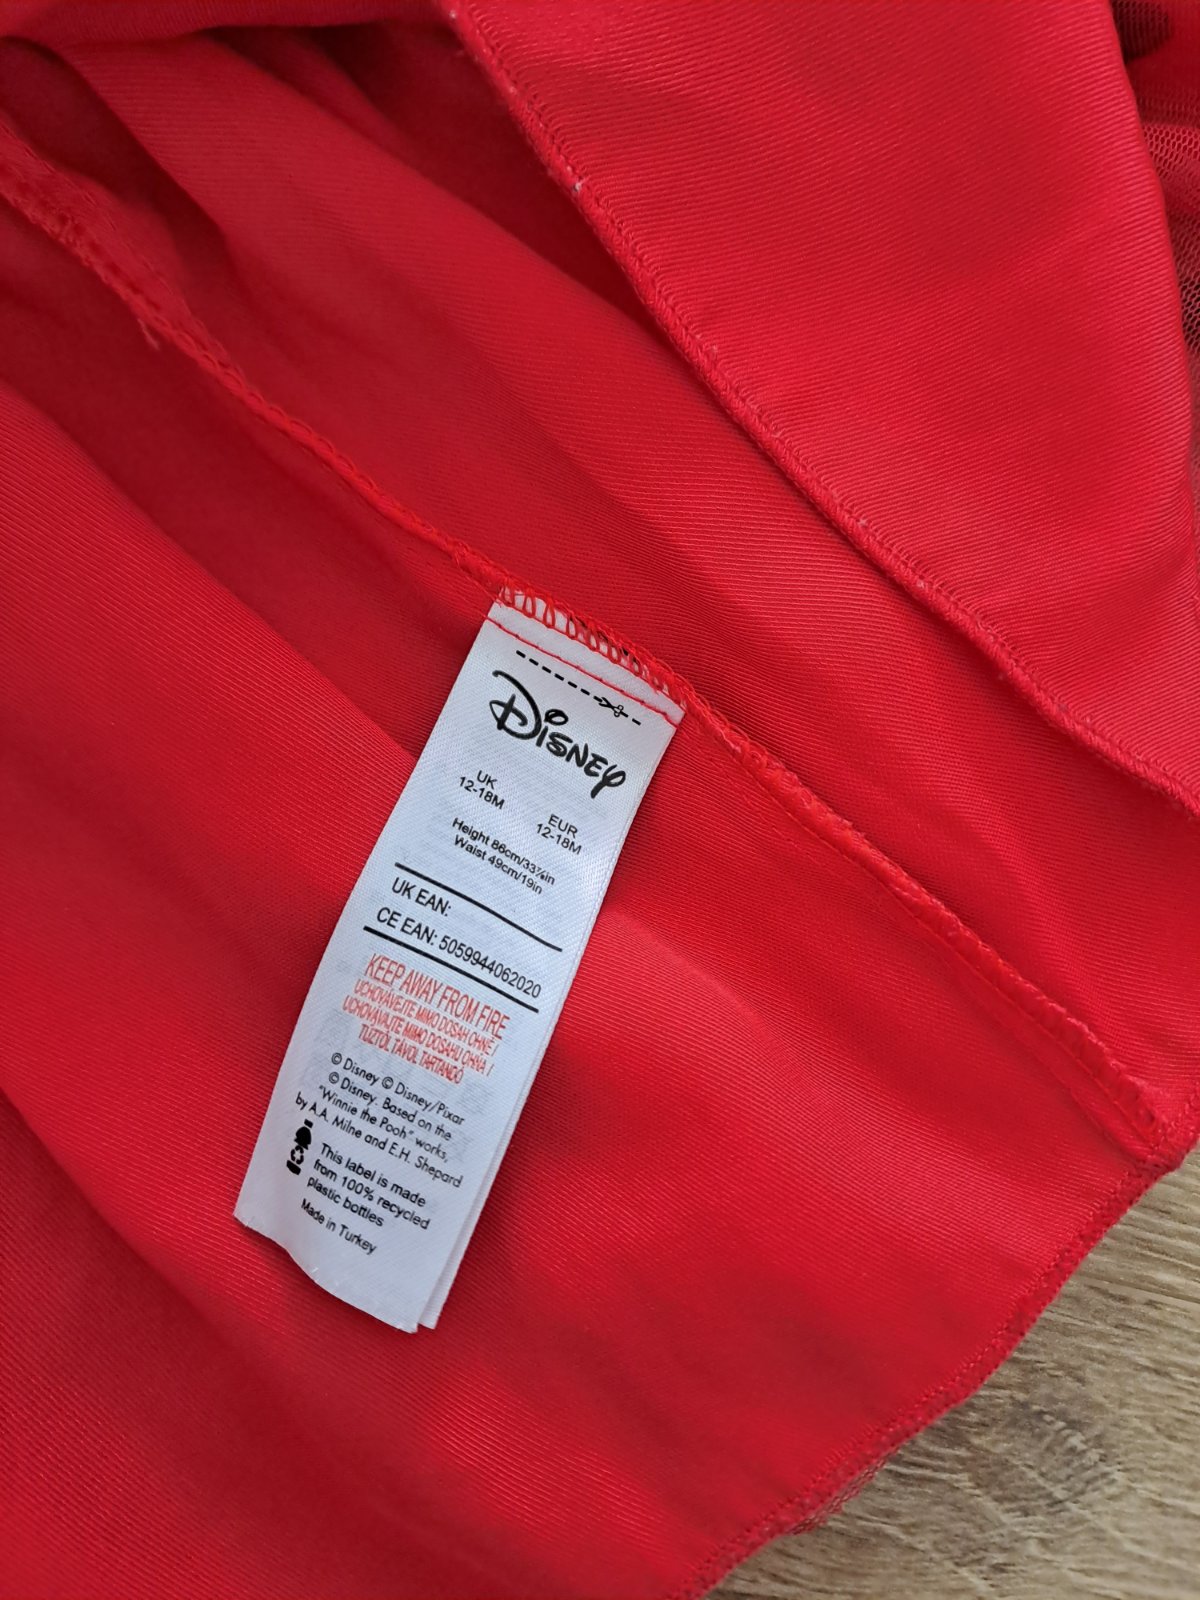 Disney
UK
12-18M
EUR
12-18M
Height 86cm/33⅞in
Waist 49cm/19in
UK EAN:
CE EAN: 5059944062020
KEEP AWAY FROM FIRE
UCHOVÁVEJTE MIMO DOSAH OHNĚ /
UCHOVÁVAJTE MIMO DOSAHU OHŇA /
TŰZTŐL TÁVOL TARTANDÓ
© Disney © Disney/Pixar
© Disney. Based on the
"Winnie the Pooh" works,
by A.A. Milne and E.H. Shepard
This label is made
from 100% recycled
plastic bottles
Made in Turkey